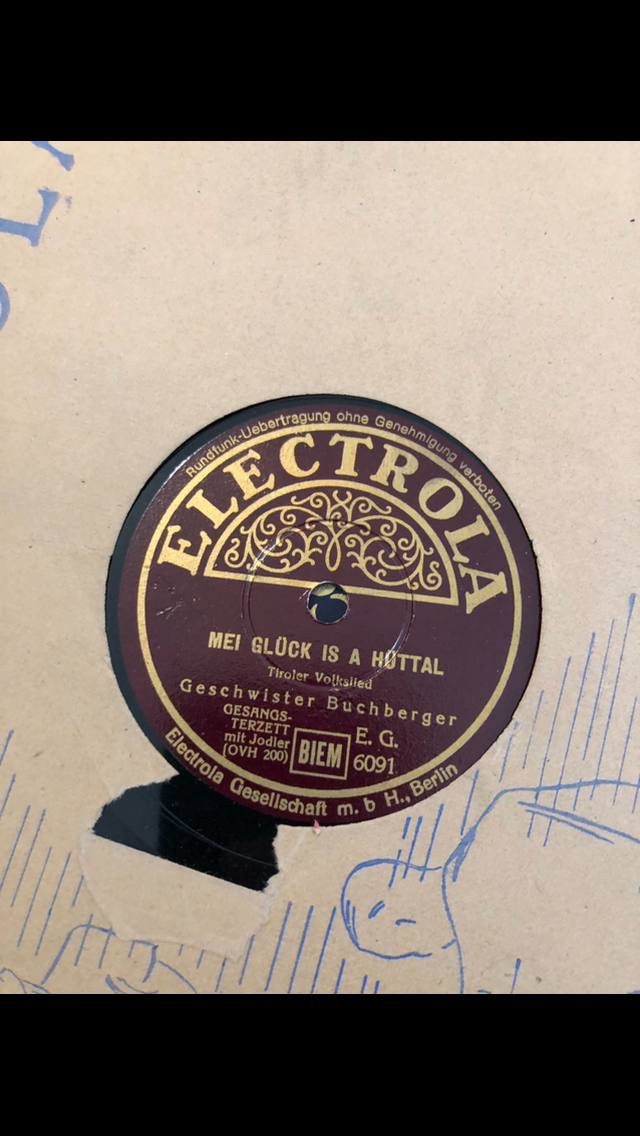 Rundfunk-Uebertragung ohne Genehmigung verboten
ELECTROLA
MEI GLÜCK IS A HÜTTAL
Tiroler Volkslied
Geschwister Buchberger
GESANGS-
TERZETT
mit Jodler
(OVH 200)
BIEM
E. G.
6091
Electrola Gesellschaft m. b H., Berlin